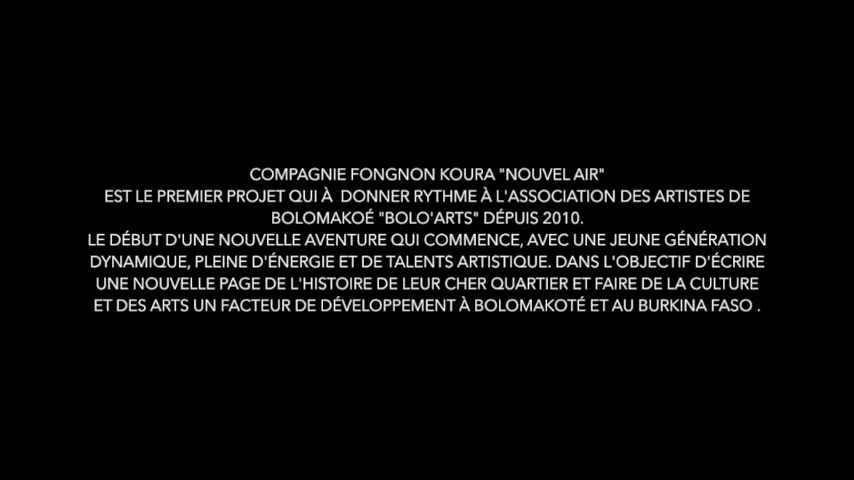 COMPAGNIE FONGNON KOURA "NOUVEL AIR"
EST LE PREMIER PROJET QUI À DONNER RYTHME À L'ASSOCIATION DES ARTISTES DE
BOLOMAKOÉ "BOLO'ARTS" DÉPUIS 2010.
LE DÉBUT D'UNE NOUVELLE AVENTURE QUI COMMENCE, AVEC UNE JEUNE GÉNÉRATION
DYNAMIQUE, PLEINE D'ÉNERGIE ET DE TALENTS ARTISTIQUE. DANS L'OBJECTIF D'ÉCRIRE
UNE NOUVELLE PAGE DE L'HISTOIRE DE LEUR CHER QUARTIER ET FAIRE DE LA CULTURE
ET DES ARTS UN FACTEUR DE DÉVELOPPEMENT À BOLOMAKOTÉ ET AU BURKINA FASO .